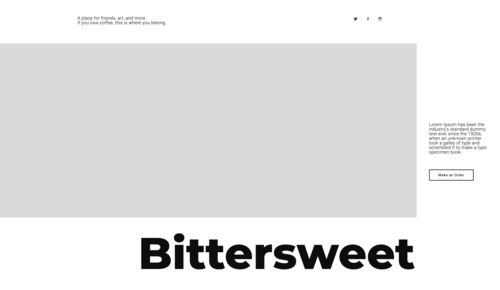 A place for friends, art, and more.
If you love coffee, this is where you belong.
Lorem Ipsum has been the
industry's standard dummy
text ever since the 1500s,
when an unknown printer
took a galley of type and
scrambled it to make a type
specimen book.
Make an Order
Bittersweet